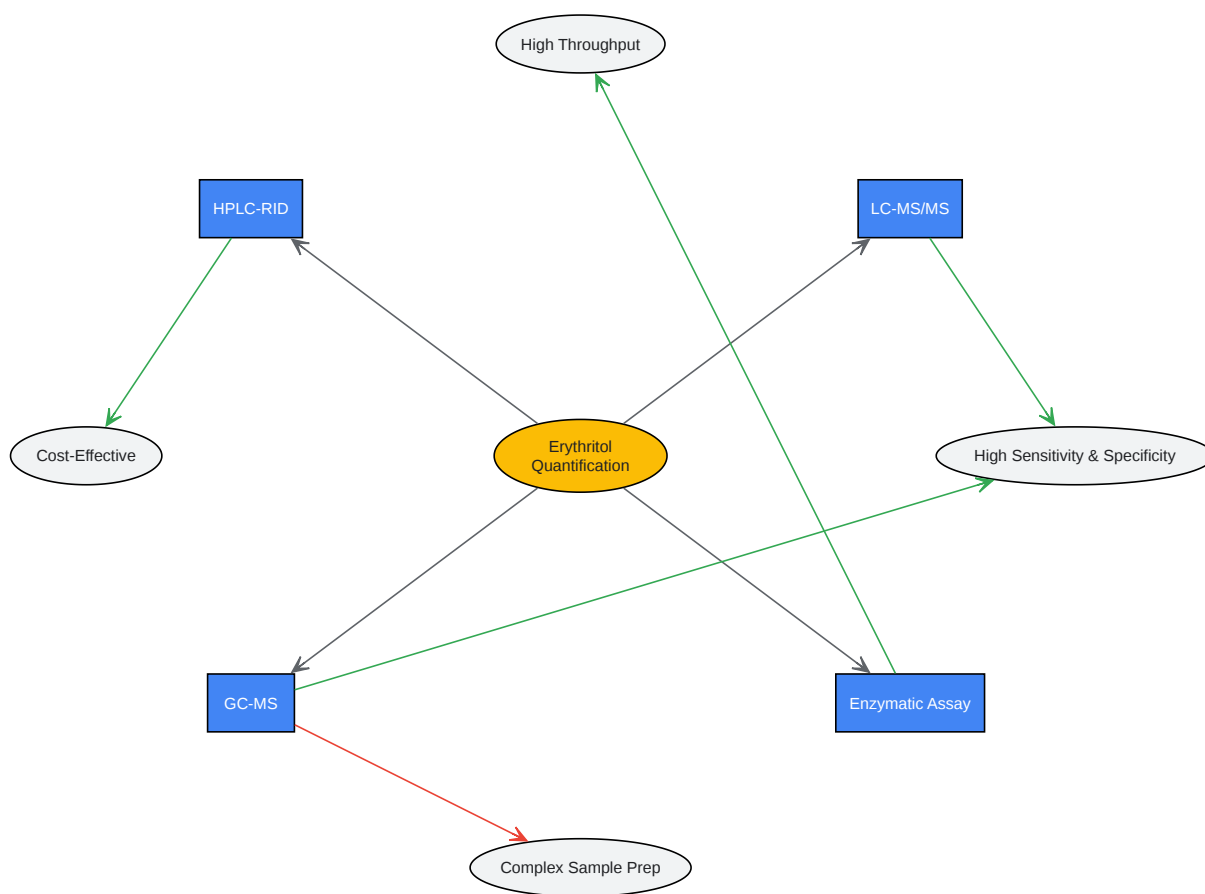 High Throughput
HPLC-RID
LC-MS/MS
Erythritol
Quantification
Cost-Effective
High Sensitivity & Specificity
GC-MS
Enzymatic Assay
Complex Sample Prep